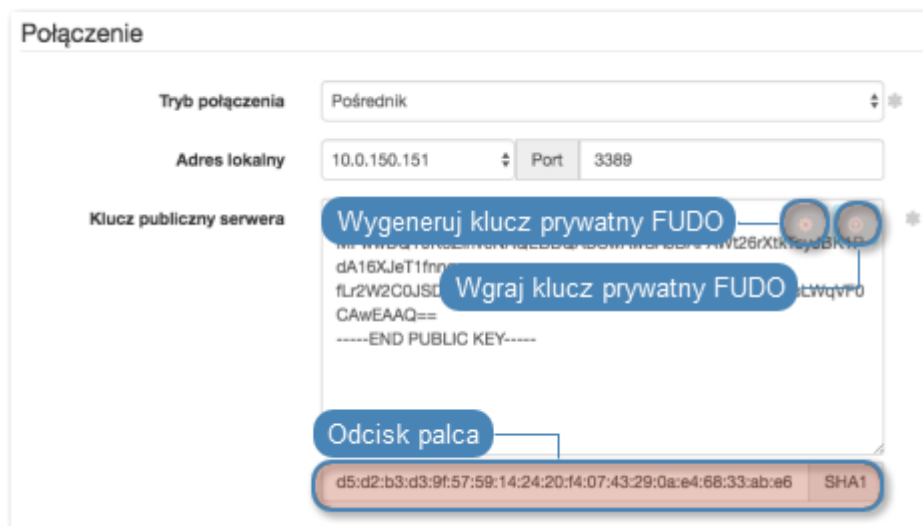 Połączenie
Tryb połączenia
Pośrednik
Adres lokalny
10.0.150.151
Port
3389
Klucz publiczny serwera
Wygeneruj klucz prywatny FUDO
dA16XJeT1fnn
fLr2W2C0JSD
Wgraj klucz prywatny FUDO
CAwEAAQ==
-----END PUBLIC KEY-----
Odcisk palca
d5:d2:b3:d3:9f:57:59:14:24:20:f4:07:43:29:0a:e4:68:33:ab:e6
SHA1